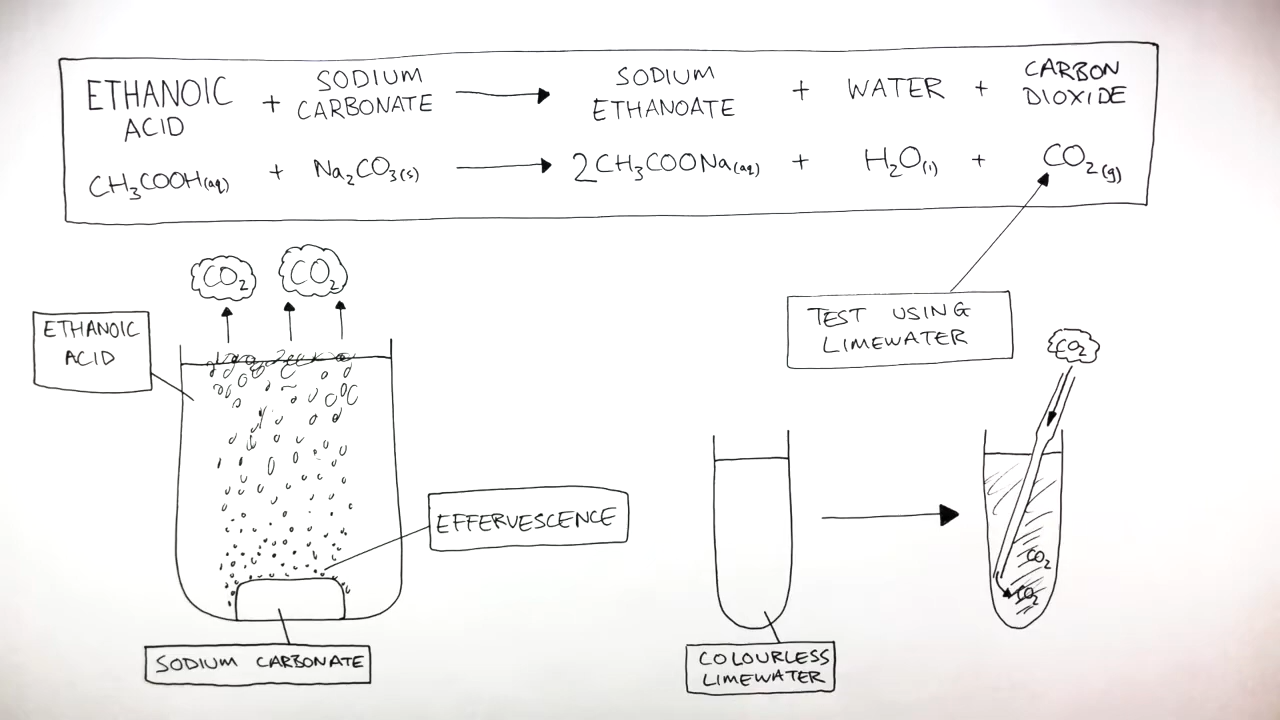 ETHANOIC ACID + SODIUM CARBONATE → SODIUM ETHANOATE + WATER + CARBON DIOXIDE
CH₃COOH(aq) + Na₂CO₃(s) → 2CH₃COONa(aq) + H₂O(l) + CO₂(g)
CO₂ CO₂
ETHANOIC
ACID
TEST USING
LIMEWATER
CO₂
EFFERVESCENCE
CO₂
CO₂
SODIUM CARBONATE
COLOURLESS
LIMEWATER